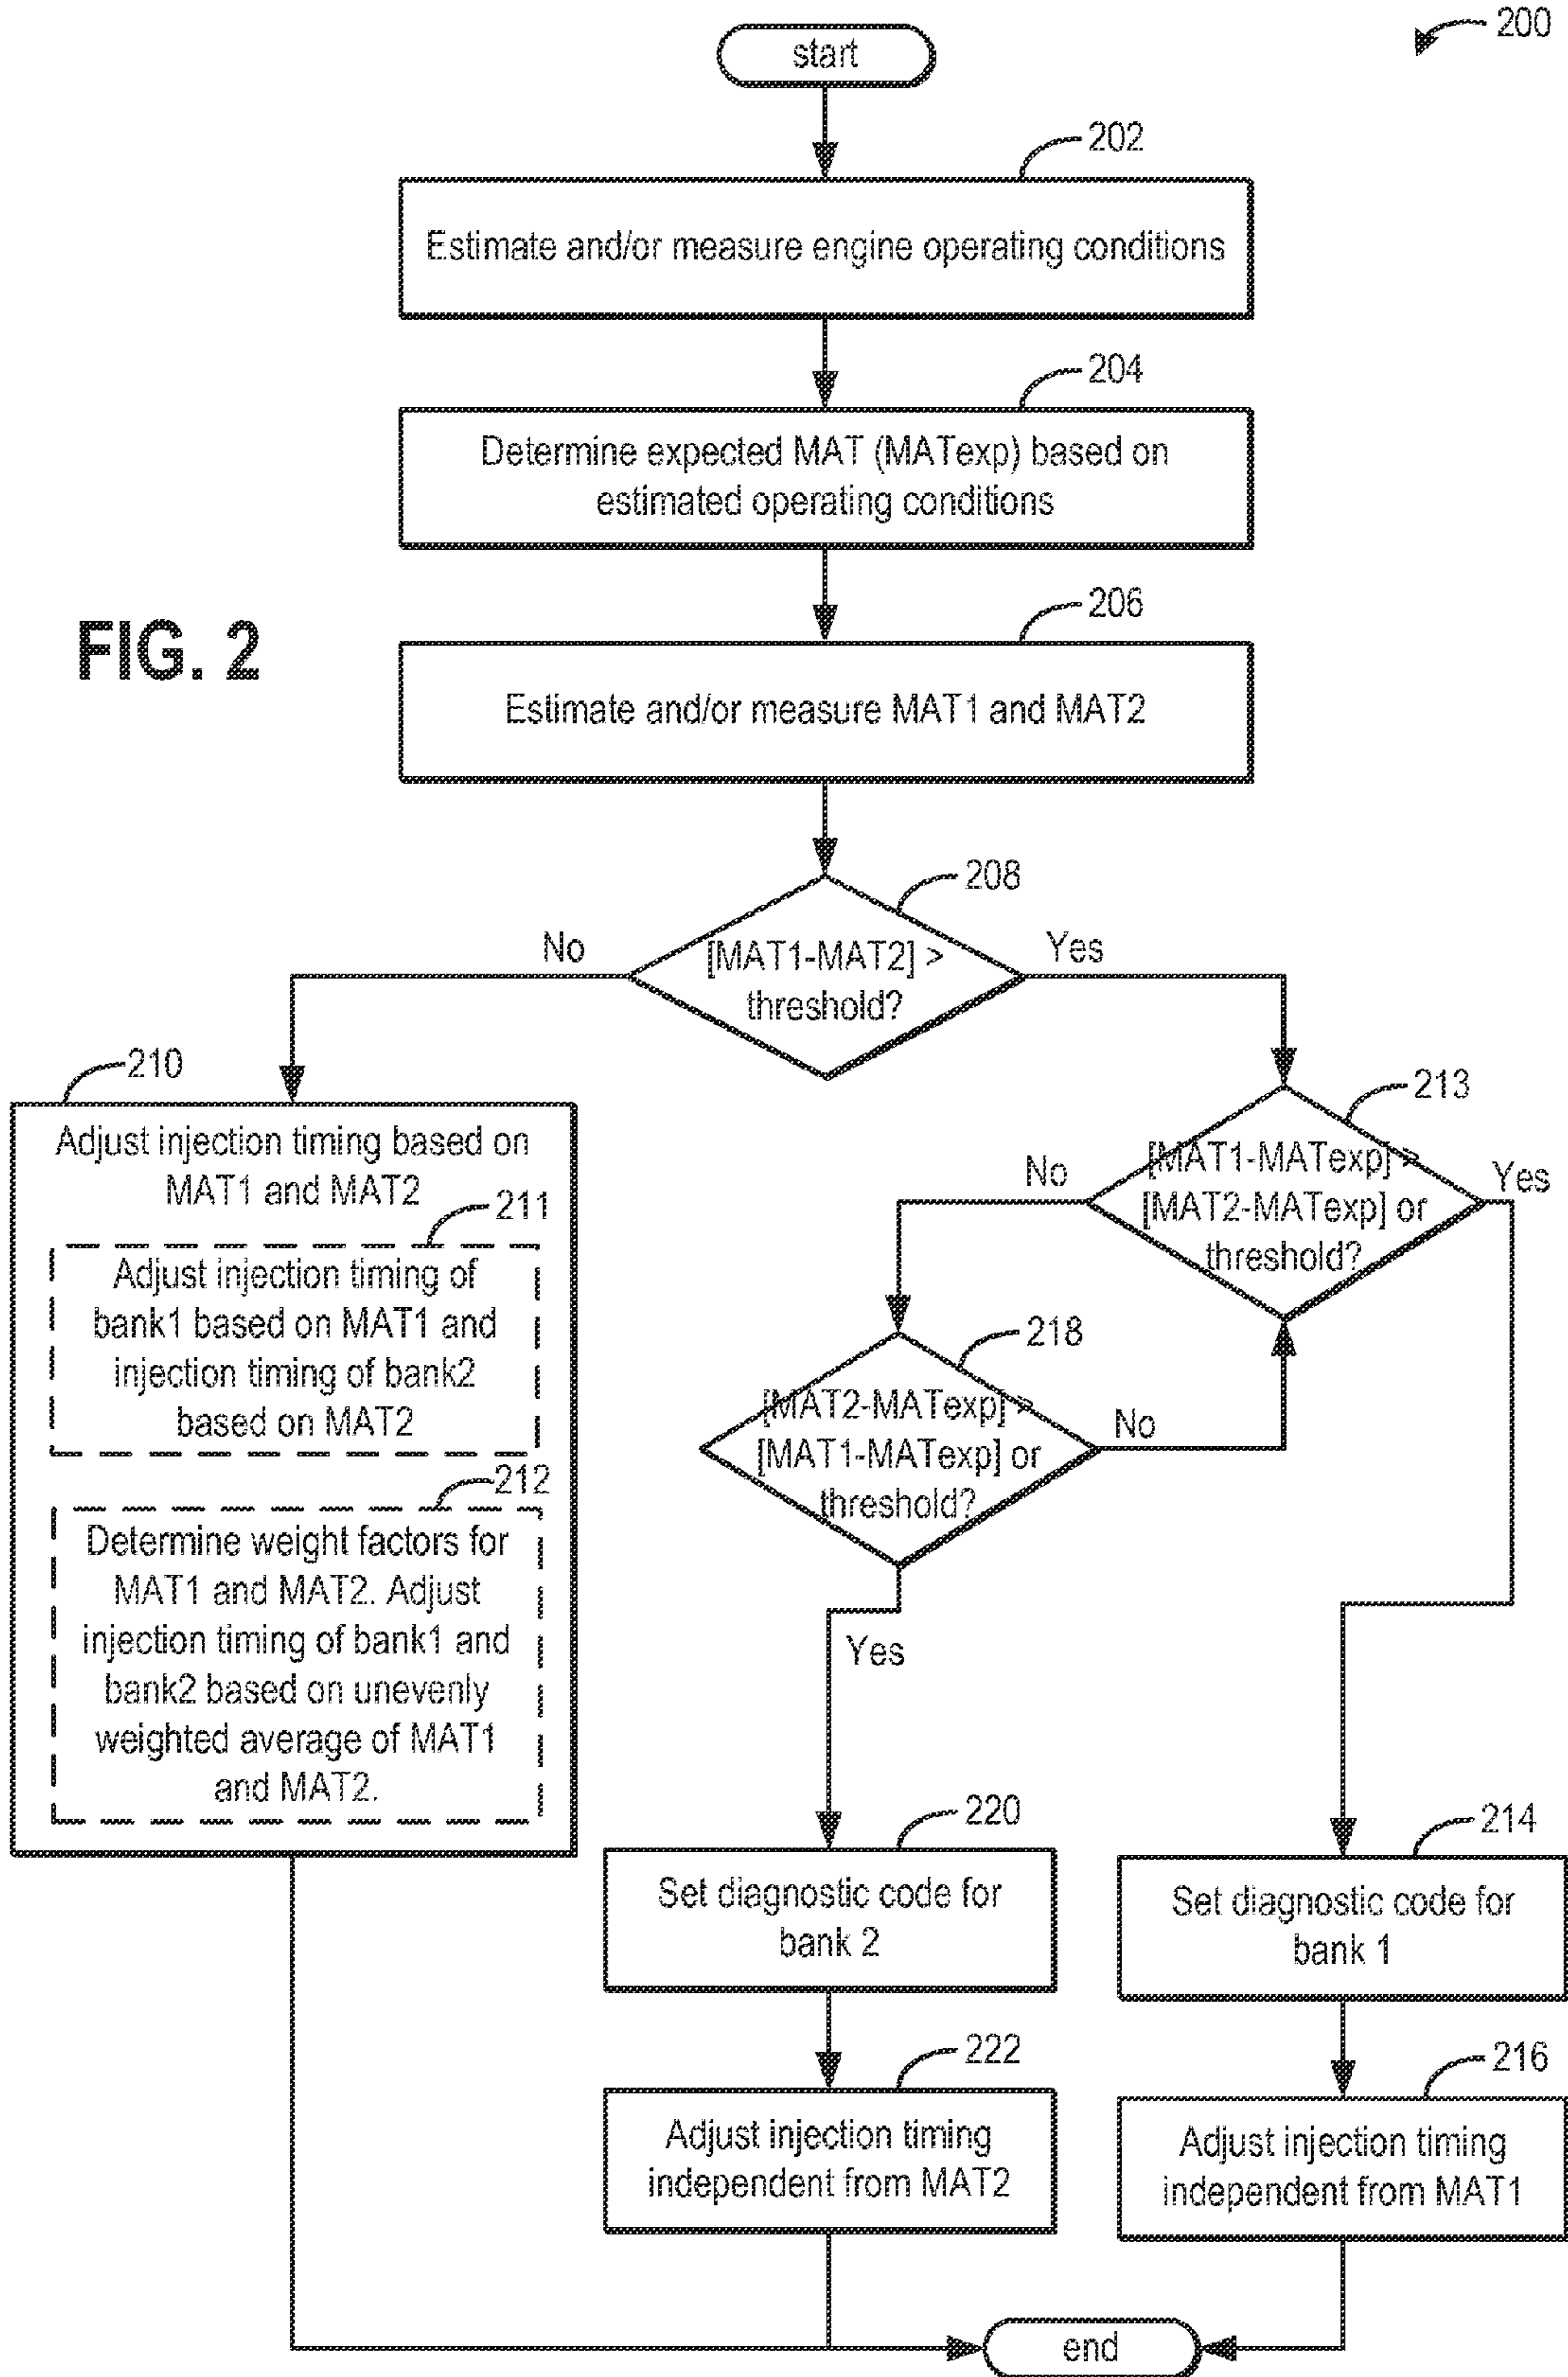 200
start
202
Estimate and/or measure engine operating conditions
204
Determine expected MAT (MATexp) based on
estimated operating conditions
206
FIG. 2
Estimate and/or measure MAT1 and MAT2
208
No
Yes
[MAT1-MAT2] >
threshold?
210
Adjust injection timing based on
MAT1 and MAT2
211
Adjust injection timing of
bank1 based on MAT1 and
injection timing of bank2
based on MAT2
212
Determine weight factors for
MAT1 and MAT2. Adjust
injection timing of bank1 and
bank2 based on unevenly
weighted average of MAT1
and MAT2.
213
No
Yes
[MAT1-MATexp] >
[MAT2-MATexp] or
threshold?
218
[MAT2-MATexp] >
[MAT1-MATexp] or
threshold?
No
Yes
220
Set diagnostic code for
bank 2
214
Set diagnostic code for
bank 1
222
Adjust injection timing
independent from MAT2
216
Adjust injection timing
independent from MAT1
end